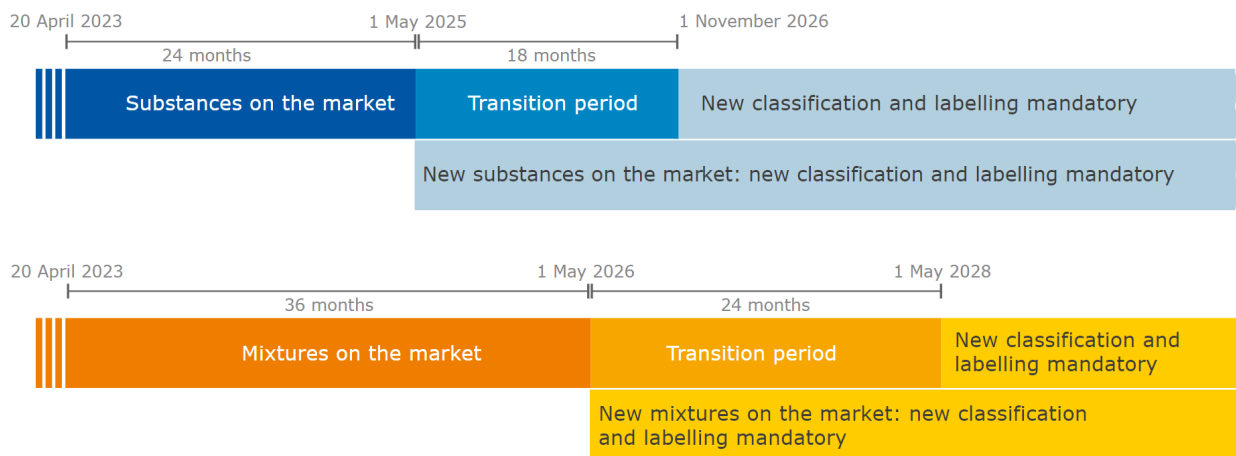 20 April 2023
1 May 2025
1 November 2026
24 months
18 months
Substances on the market
Transition period
New classification and labelling mandatory
New substances on the market: new classification and labelling mandatory
20 April 2023
1 May 2026
1 May 2028
36 months
24 months
Mixtures on the market
Transition period
New classification and
labelling mandatory
New mixtures on the market: new classification
and labelling mandatory